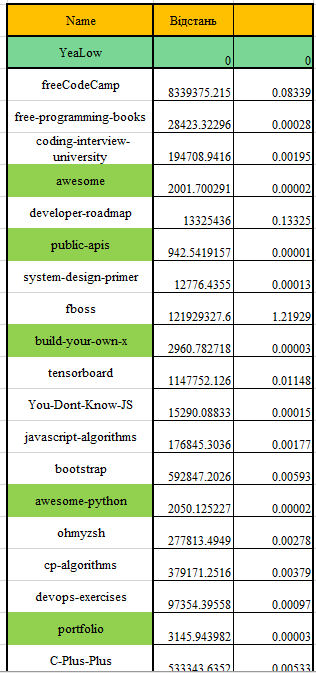 Name Відстань
YeaLow 0 0
freeCodeCamp 8339375.215 0.08339
free-programming-books 28423.32296 0.00028
coding-interview-
university 194708.9416 0.00195
awesome 2001.700291 0.00002
developer-roadmap 13325436 0.13325
public-apis 942.5419157 0.00001
system-design-primer 12776.4355 0.00013
fboss 121929327.6 1.21929
build-your-own-x 2960.782718 0.00003
tensorboard 1147752.126 0.01148
You-Dont-Know-JS 15290.08833 0.00015
javascript-algorithms 176845.3036 0.00177
bootstrap 592847.2026 0.00593
awesome-python 2050.125227 0.00002
ohmyzsh 277813.4949 0.00278
cp-algorithms 379171.2516 0.00379
devops-exercises 97354.39558 0.00097
portfolio 3145.943982 0.00003
C-Plus-Plus 533343.6352 0.00533